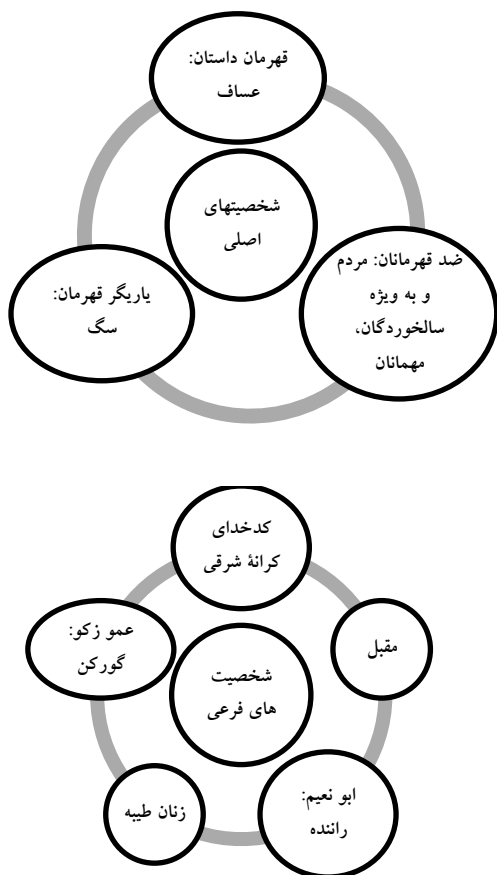 قهرمان داستان:
عساف
شخصیتهای
اصلی
ضد قهرمانان: مردم
و به ویژه
سالخوردگان،
مهمانان
یاریگر قهرمان:
سگ
کدخدای
کرانهٔ شرقی
عمو زکو:
گورکن
مقبل
شخصیت
های فرعی
ابو نعیم:
راننده
زنان طیبه